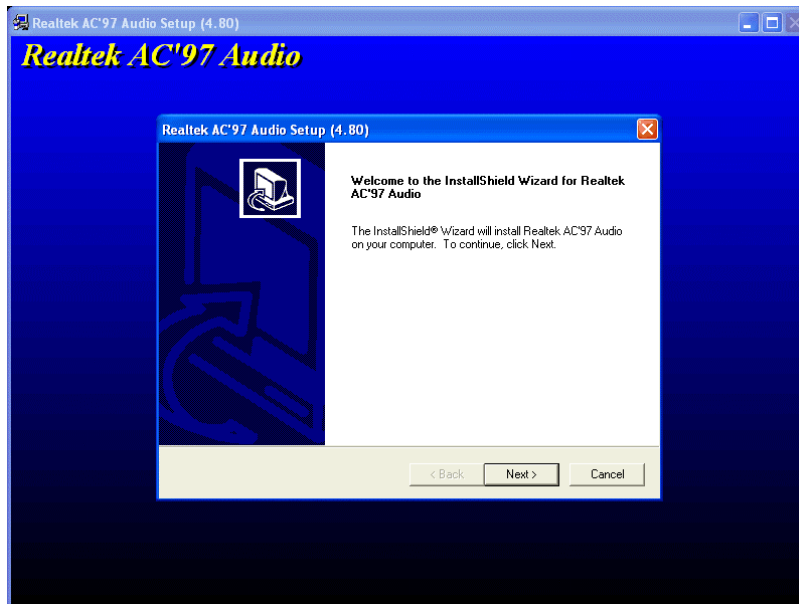 Realtek AC'97 Audio Setup (4.80)
Realtek AC'97 Audio
Realtek AC'97 Audio Setup (4.80)
Welcome to the InstallShield Wizard for Realtek
AC'97 Audio
The InstallShield® Wizard will install Realtek AC'97 Audio
on your computer. To continue, click Next.
< Back Next > Cancel